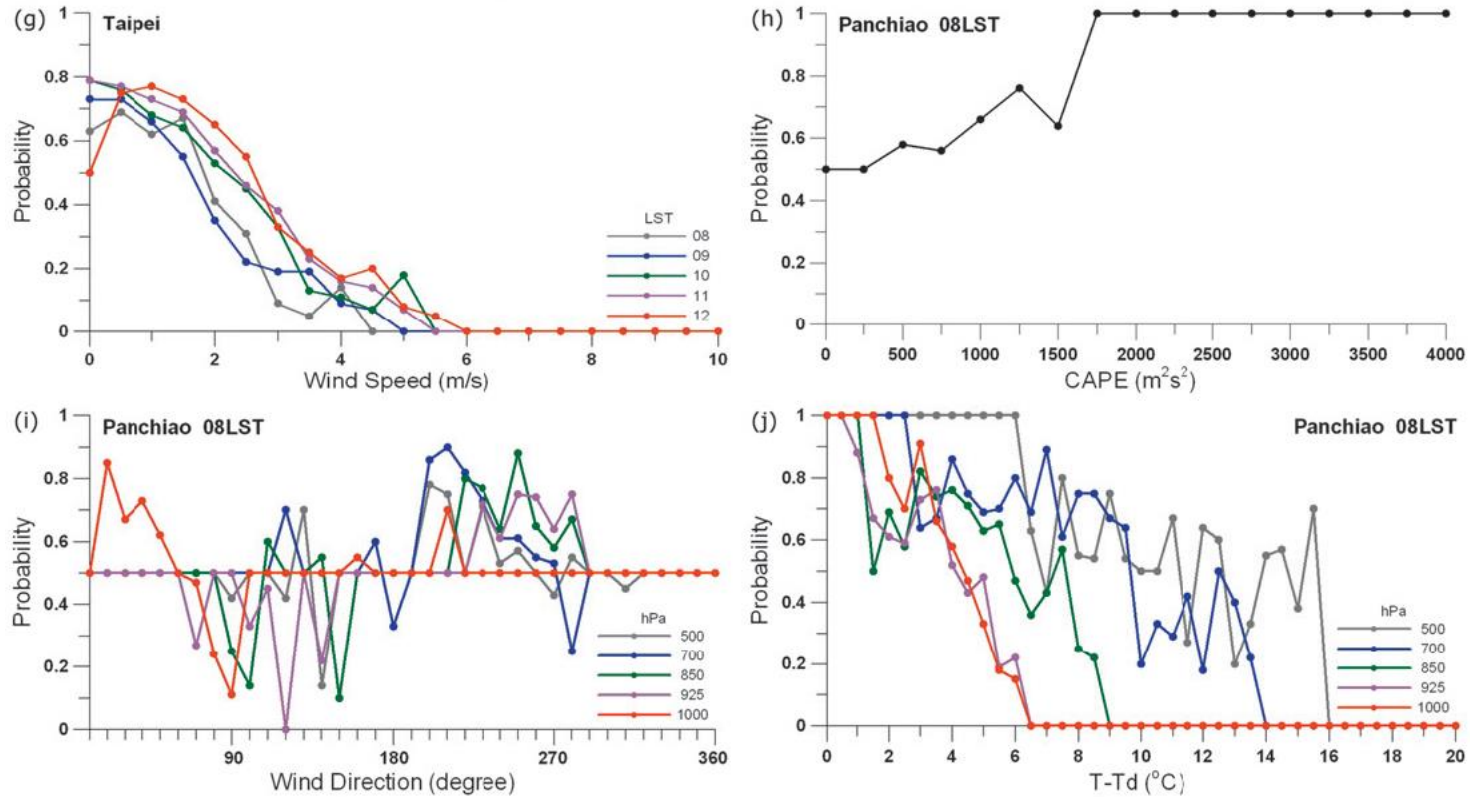 (g)
Taipei
Probability
1
0.8
0.6
0.4
0.2
0
0 2 4 6 8 10
Wind Speed (m/s)
LST
08
09
10
11
12
(h)
Panchiao 08LST
Probability
1
0.8
0.6
0.4
0.2
0
0 500 1000 1500 2000 2500 3000 3500 4000
CAPE (m²s²)
(i)
Panchiao 08LST
Probability
1
0.8
0.6
0.4
0.2
0
90 180 270 360
Wind Direction (degree)
hPa
500
700
850
925
1000
(j)
Panchiao 08LST
Probability
1
0.8
0.6
0.4
0.2
0
0 2 4 6 8 10 12 14 16 18 20
T-Td (°C)
hPa
500
700
850
925
1000